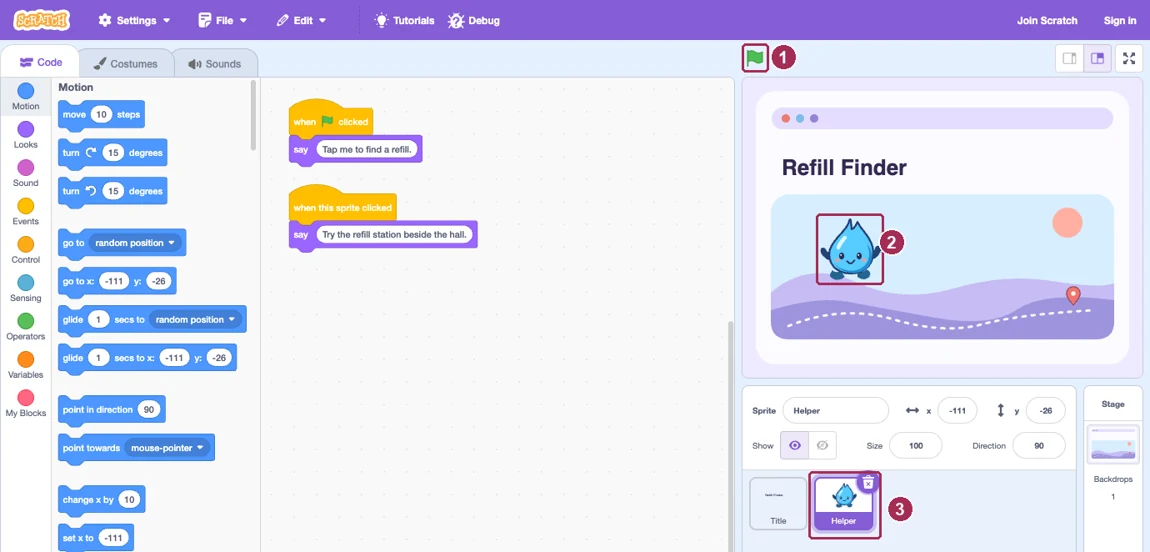 SCRATCH
Settings
File
Edit
Tutorials
Debug
Join Scratch
Sign in
Code
Costumes
Sounds
1
Motion
Looks
Sound
Events
Control
Sensing
Operators
Variables
My Blocks
Motion
move 10 steps
turn 15 degrees
turn 15 degrees
go to random position
go to x: -111 y: -26
glide 1 secs to random position
glide 1 secs to x: -111 y: -26
point in direction 90
point towards mouse-pointer
change x by 10
set x to -111
when clicked
say Tap me to find a refill.
when this sprite clicked
say Try the refill station beside the hall.
Refill Finder
2
Sprite Helper x -111 y -26
Show Size 100 Direction 90
Title
Helper
3
Stage
Backdrops
1